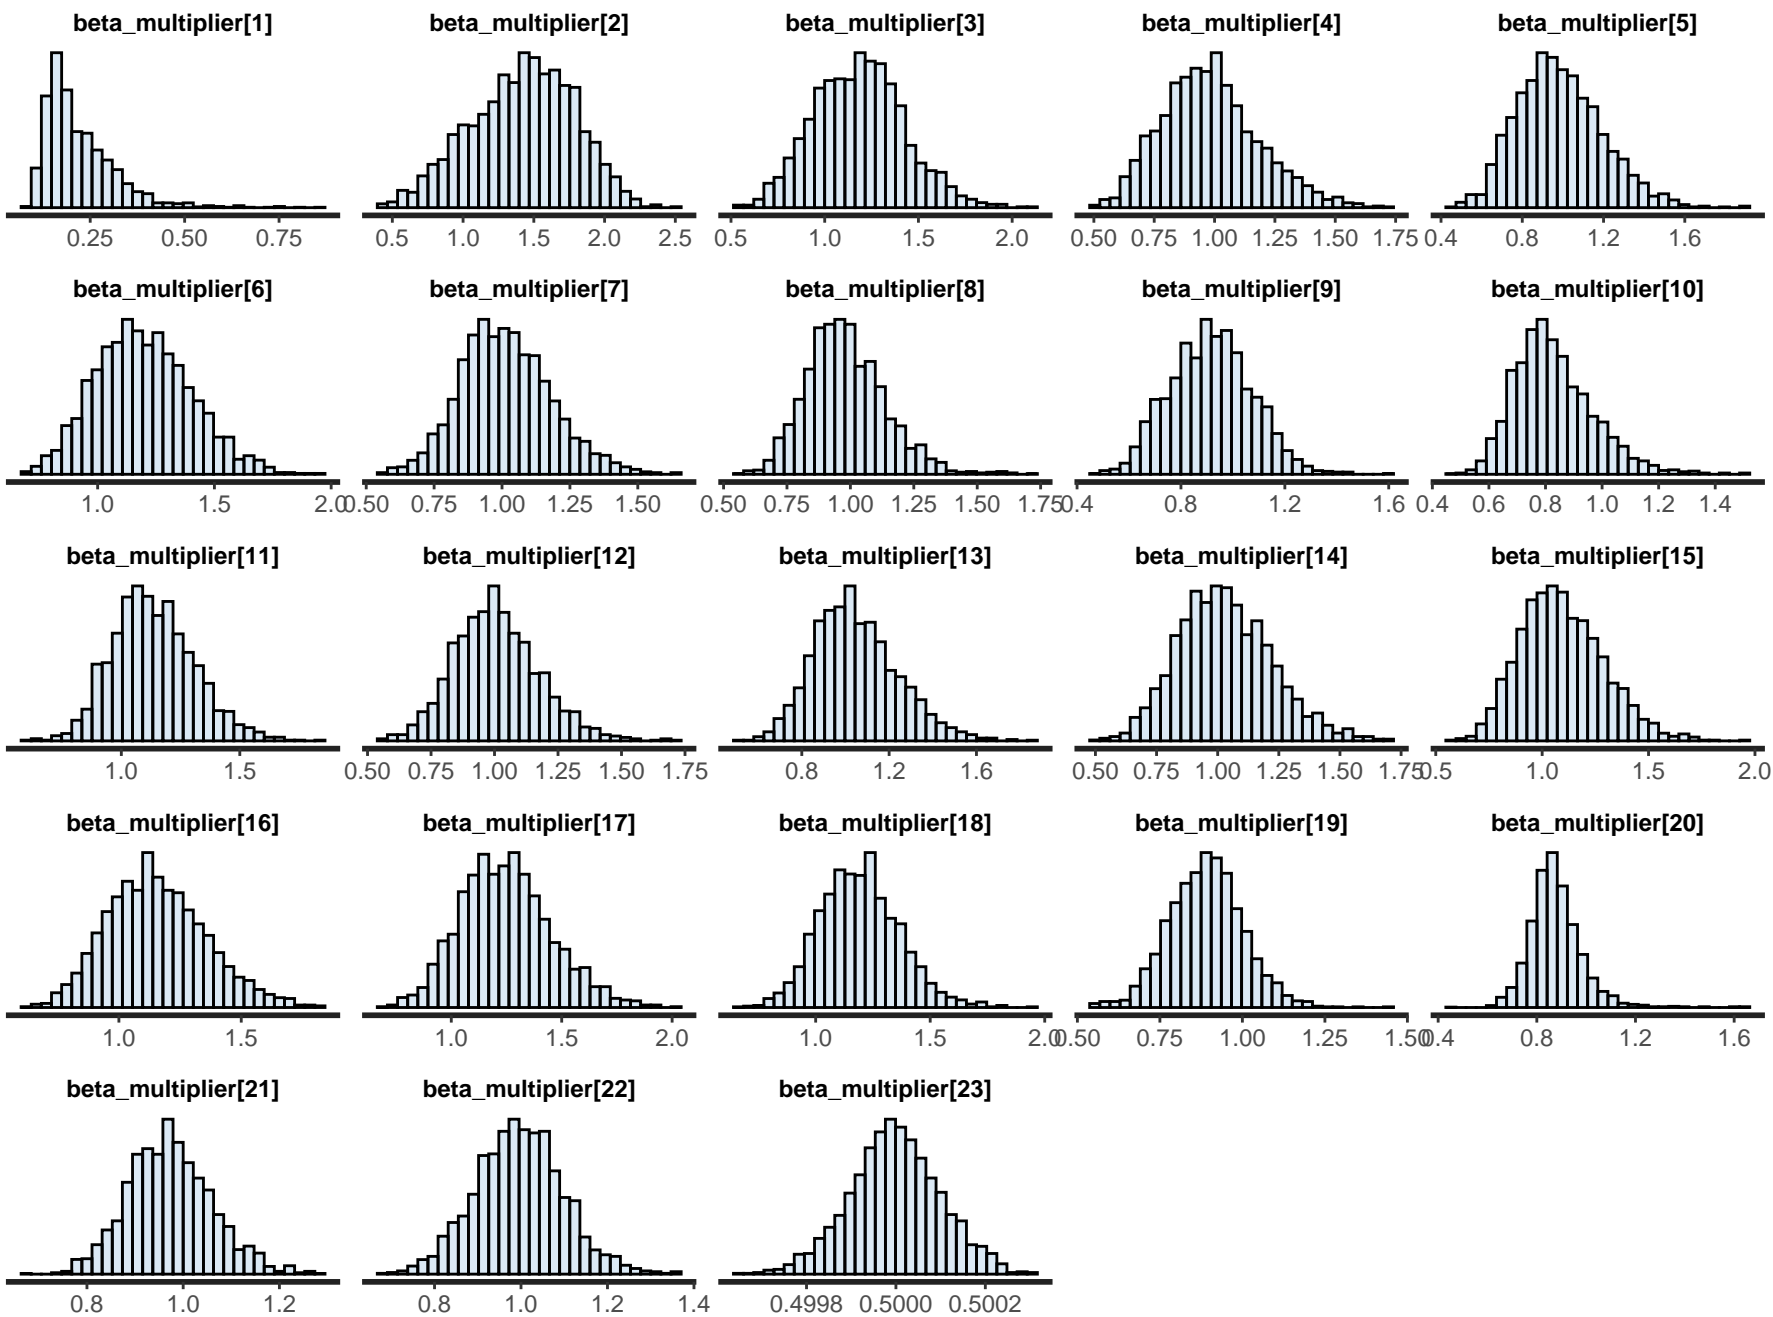 beta_multiplier[1] beta_multiplier[2] beta_multiplier[3] beta_multiplier[4] beta_multiplier[5]
0.25 0.50 0.75 0.5 1.0 1.5 2.0 2.5 0.5 1.0 1.5 2.0 0.50 0.75 1.00 1.25 1.50 1.75 0.4 0.8 1.2 1.6
beta_multiplier[6] beta_multiplier[7] beta_multiplier[8] beta_multiplier[9] beta_multiplier[10]
1.0 1.5 2.0 0.50 0.75 1.00 1.25 1.50 0.50 0.75 1.00 1.25 1.50 1.75 0.4 0.8 1.2 1.6 0.4 0.6 0.8 1.0 1.2 1.4
beta_multiplier[11] beta_multiplier[12] beta_multiplier[13] beta_multiplier[14] beta_multiplier[15]
1.0 1.5 0.50 0.75 1.00 1.25 1.50 1.75 0.8 1.2 1.6 0.50 0.75 1.00 1.25 1.50 1.75 0.5 1.0 1.5 2.0
beta_multiplier[16] beta_multiplier[17] beta_multiplier[18] beta_multiplier[19] beta_multiplier[20]
1.0 1.5 1.0 1.5 2.0 1.0 1.5 2.0 0.50 0.75 1.00 1.25 1.50 0.4 0.8 1.2 1.6
beta_multiplier[21] beta_multiplier[22] beta_multiplier[23]
0.8 1.0 1.2 0.8 1.0 1.2 1.4 0.4998 0.5000 0.5002